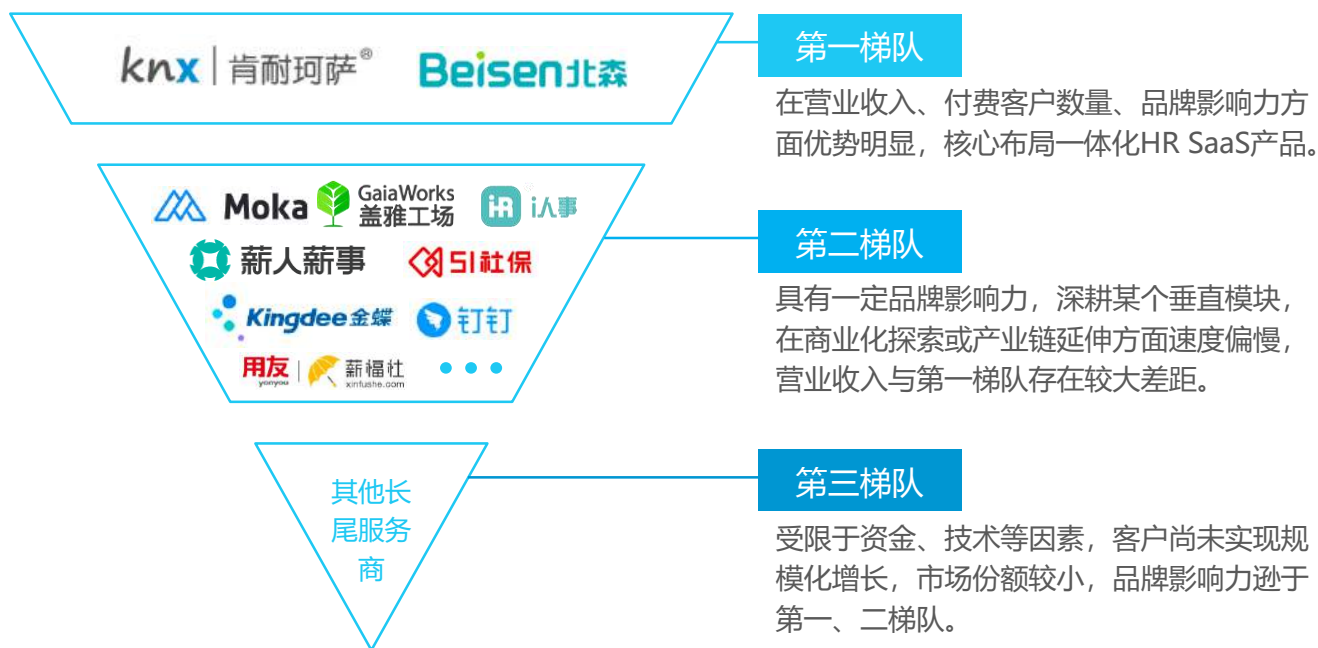 knx | 肯耐珂萨®
Beisen北森
第一梯队
在营业收入、付费客户数量、品牌影响力方
面优势明显，核心布局一体化HR SaaS产品。
Moka
GaiaWorks
盖雅工场
iR i人事
薪人薪事
51社保
第二梯队
具有一定品牌影响力，深耕某个垂直模块，
在商业化探索或产业链延伸方面速度偏慢，
营业收入与第一梯队存在较大差距。
Kingdee金蝶
钉钉
用友
yonyou
薪福社
xinfushe.com
其他长
尾服务
商
第三梯队
受限于资金、技术等因素，客户尚未实现规
模化增长，市场份额较小，品牌影响力逊于
第一、二梯队。